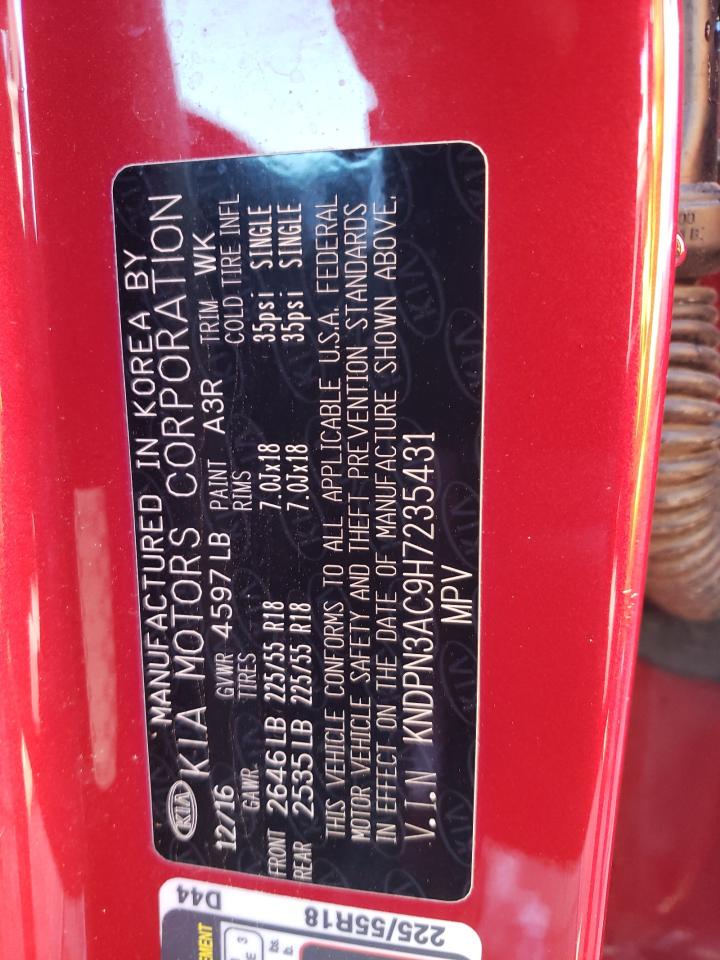 MANUFACTURED IN KOREA BY
KIA KIA MOTORS CORPORATION
12/16 GVWR 4597 LB PAINT A3R TRIM WK
GAWR TIRES RIMS COLD TIRE INFL
FRONT 2646 LB 225/55 R18 7.0Jx18 35psi SINGLE
REAR 2535 LB 225/55 R18 7.0Jx18 35psi SINGLE
THIS VEHICLE CONFORMS TO ALL APPLICABLE U.S.A. FEDERAL
MOTOR VEHICLE SAFETY AND THEFT PREVENTION STANDARDS
IN EFFECT ON THE DATE OF MANUFACTURE SHOWN ABOVE.
V.I.N KNDPN3AC9H7235431
MPV
D44
225/55R18
3